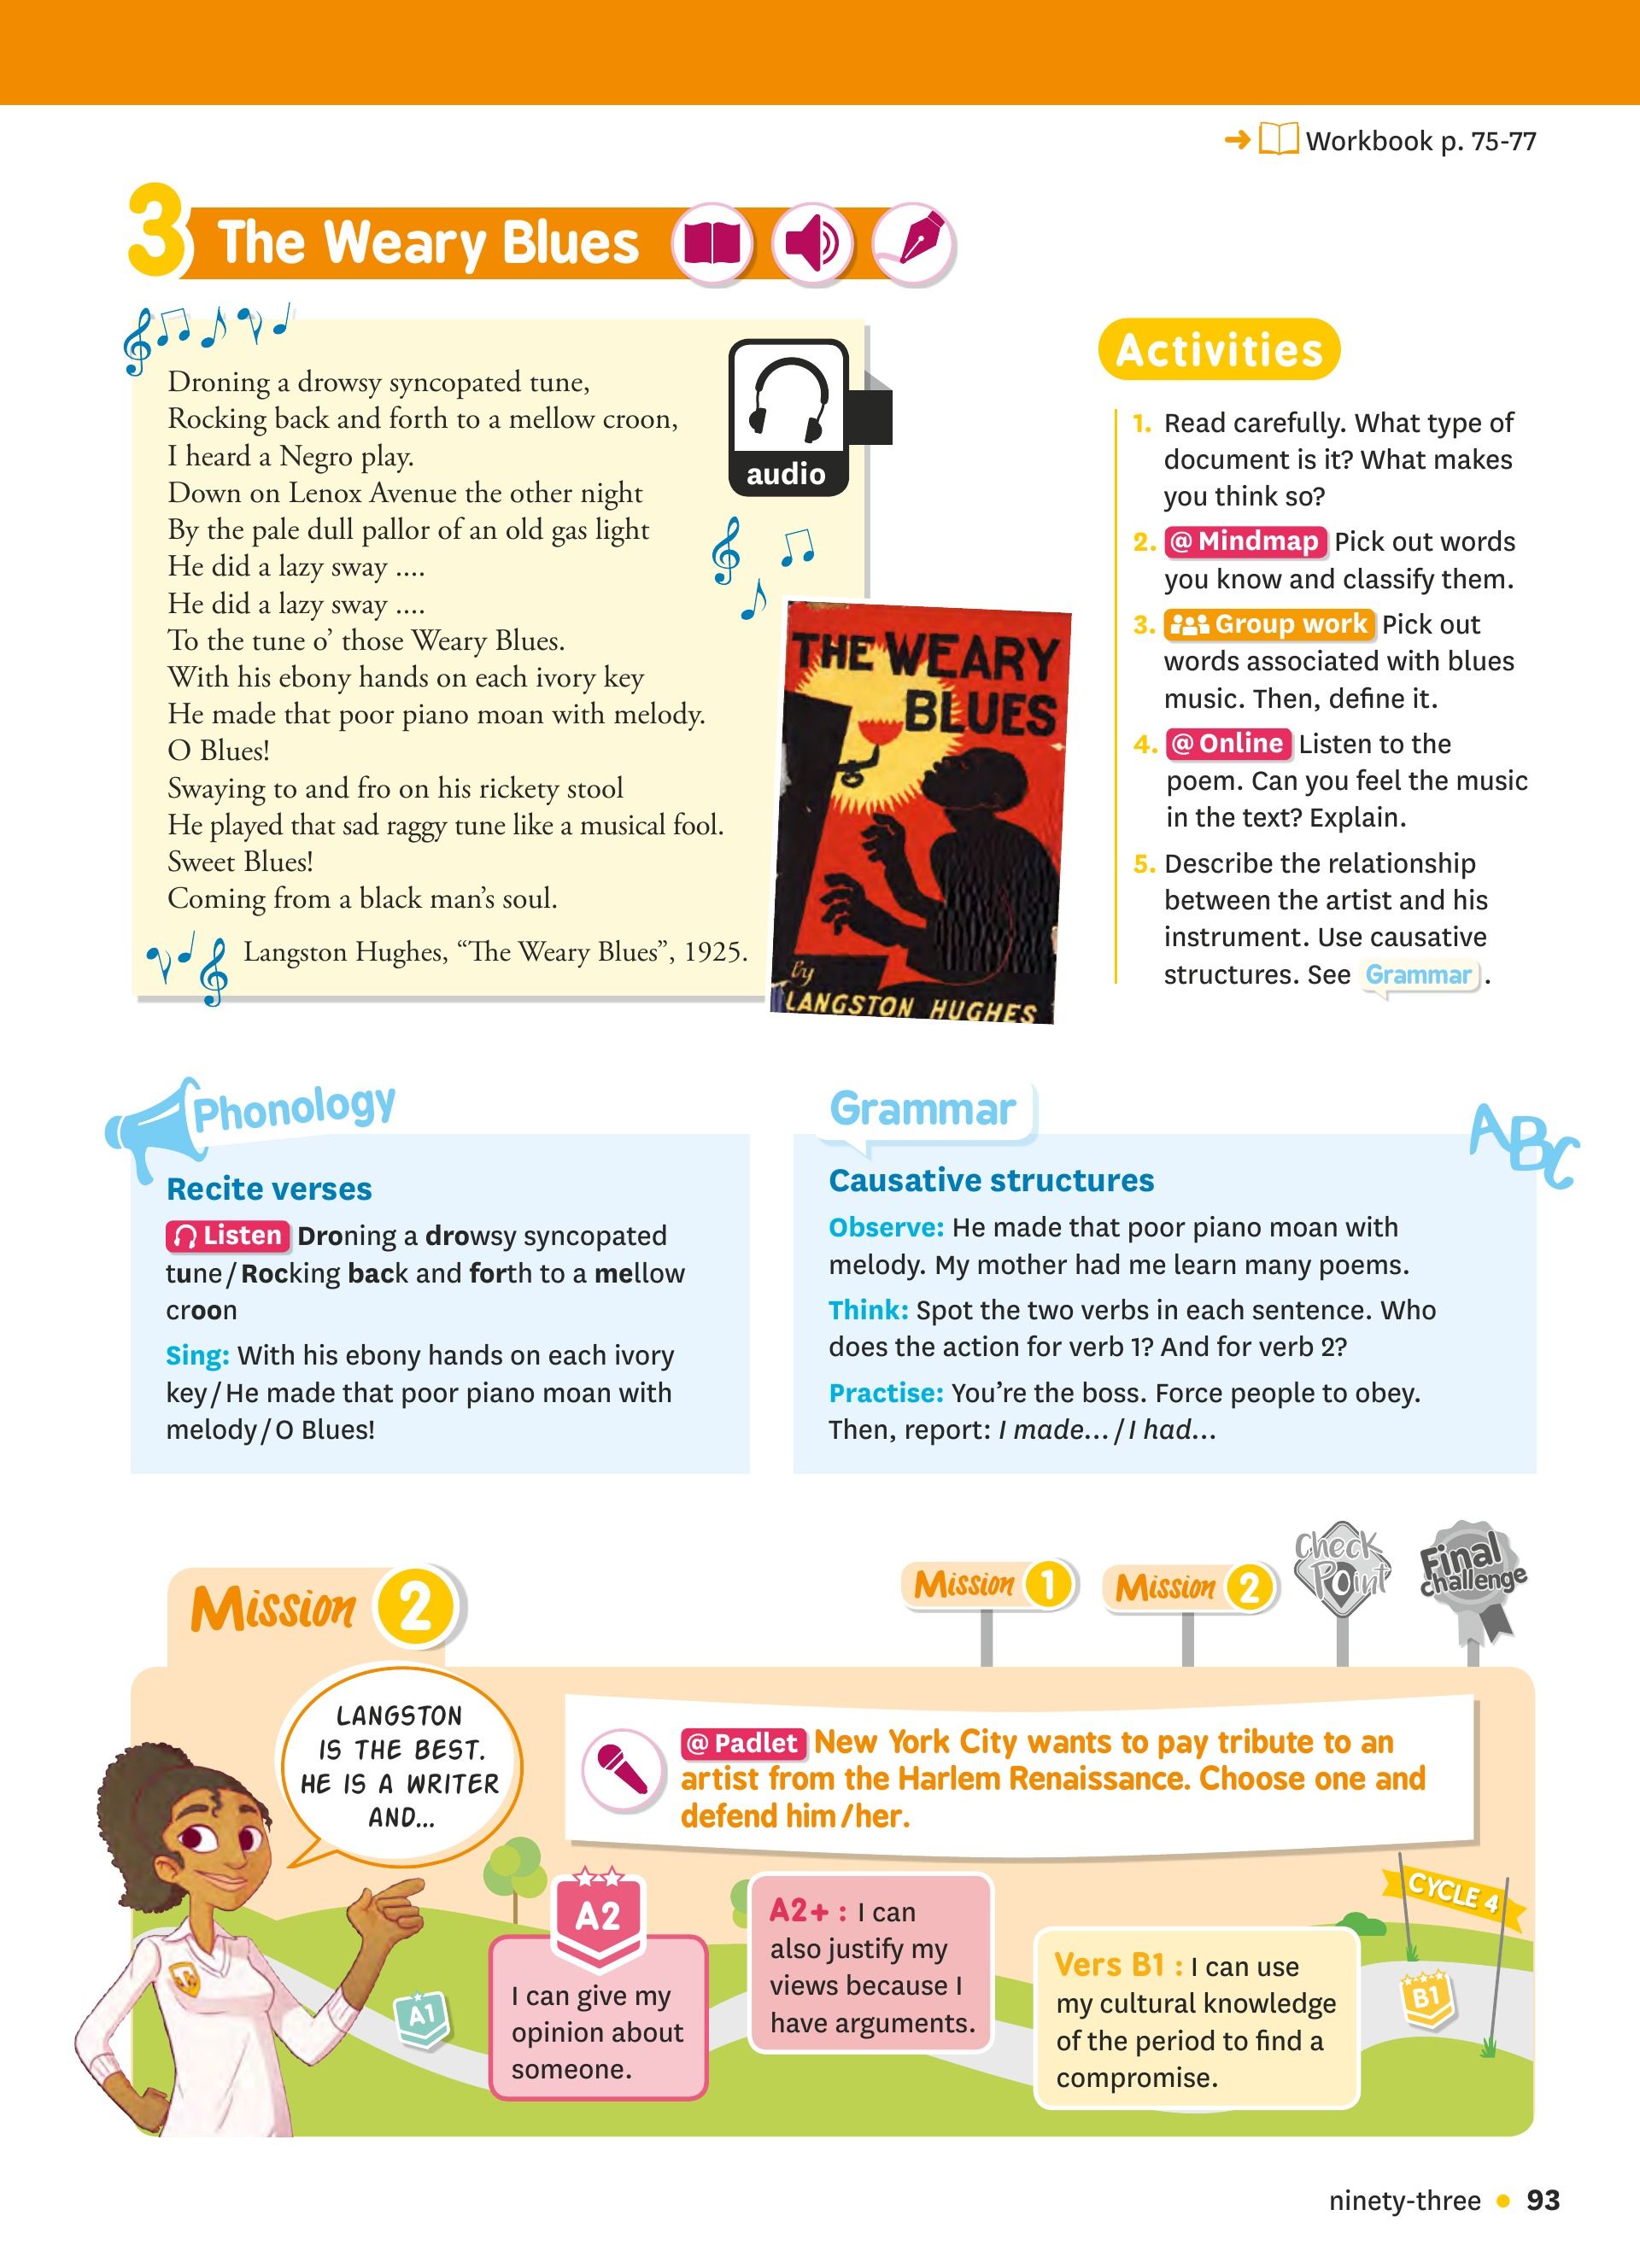 Workbook p. 75-77
3 The Weary Blues
Droning a drowsy syncopated tune,
Rocking back and forth to a mellow croon,
I heard a Negro play.
Down on Lenox Avenue the other night
By the pale dull pallor of an old gas light
He did a lazy sway ....
He did a lazy sway ....
To the tune o’ those Weary Blues.
With his ebony hands on each ivory key
He made that poor piano moan with melody.
O Blues!
Swaying to and fro on his rickety stool
He played that sad raggy tune like a musical fool.
Sweet Blues!
Coming from a black man’s soul.
Langston Hughes, “The Weary Blues”, 1925.
audio
THE WEARY
BLUES
by
LANGSTON HUGHES
Activities
1. Read carefully. What type of
document is it? What makes
you think so?
2. @ Mindmap Pick out words
you know and classify them.
3. Group work Pick out
words associated with blues
music. Then, define it.
4. @ Online Listen to the
poem. Can you feel the music
in the text? Explain.
5. Describe the relationship
between the artist and his
instrument. Use causative
structures. See Grammar .
Phonology
Recite verses
Listen Droning a drowsy syncopated
tune / Rocking back and forth to a mellow
croon
Sing: With his ebony hands on each ivory
key / He made that poor piano moan with
melody / O Blues!
Grammar
ABC
Causative structures
Observe: He made that poor piano moan with
melody. My mother had me learn many poems.
Think: Spot the two verbs in each sentence. Who
does the action for verb 1? And for verb 2?
Practise: You’re the boss. Force people to obey.
Then, report: I made... / I had...
Mission 2
Mission 1
Mission 2
Check
Point
Final
challenge
LANGSTON
IS THE BEST.
HE IS A WRITER
AND...
@ Padlet New York City wants to pay tribute to an
artist from the Harlem Renaissance. Choose one and
defend him / her.
A1
A2
I can give my
opinion about
someone.
A2+ : I can
also justify my
views because I
have arguments.
Vers B1 : I can use
my cultural knowledge
of the period to find a
compromise.
CYCLE 4
B1
ninety-three • 93